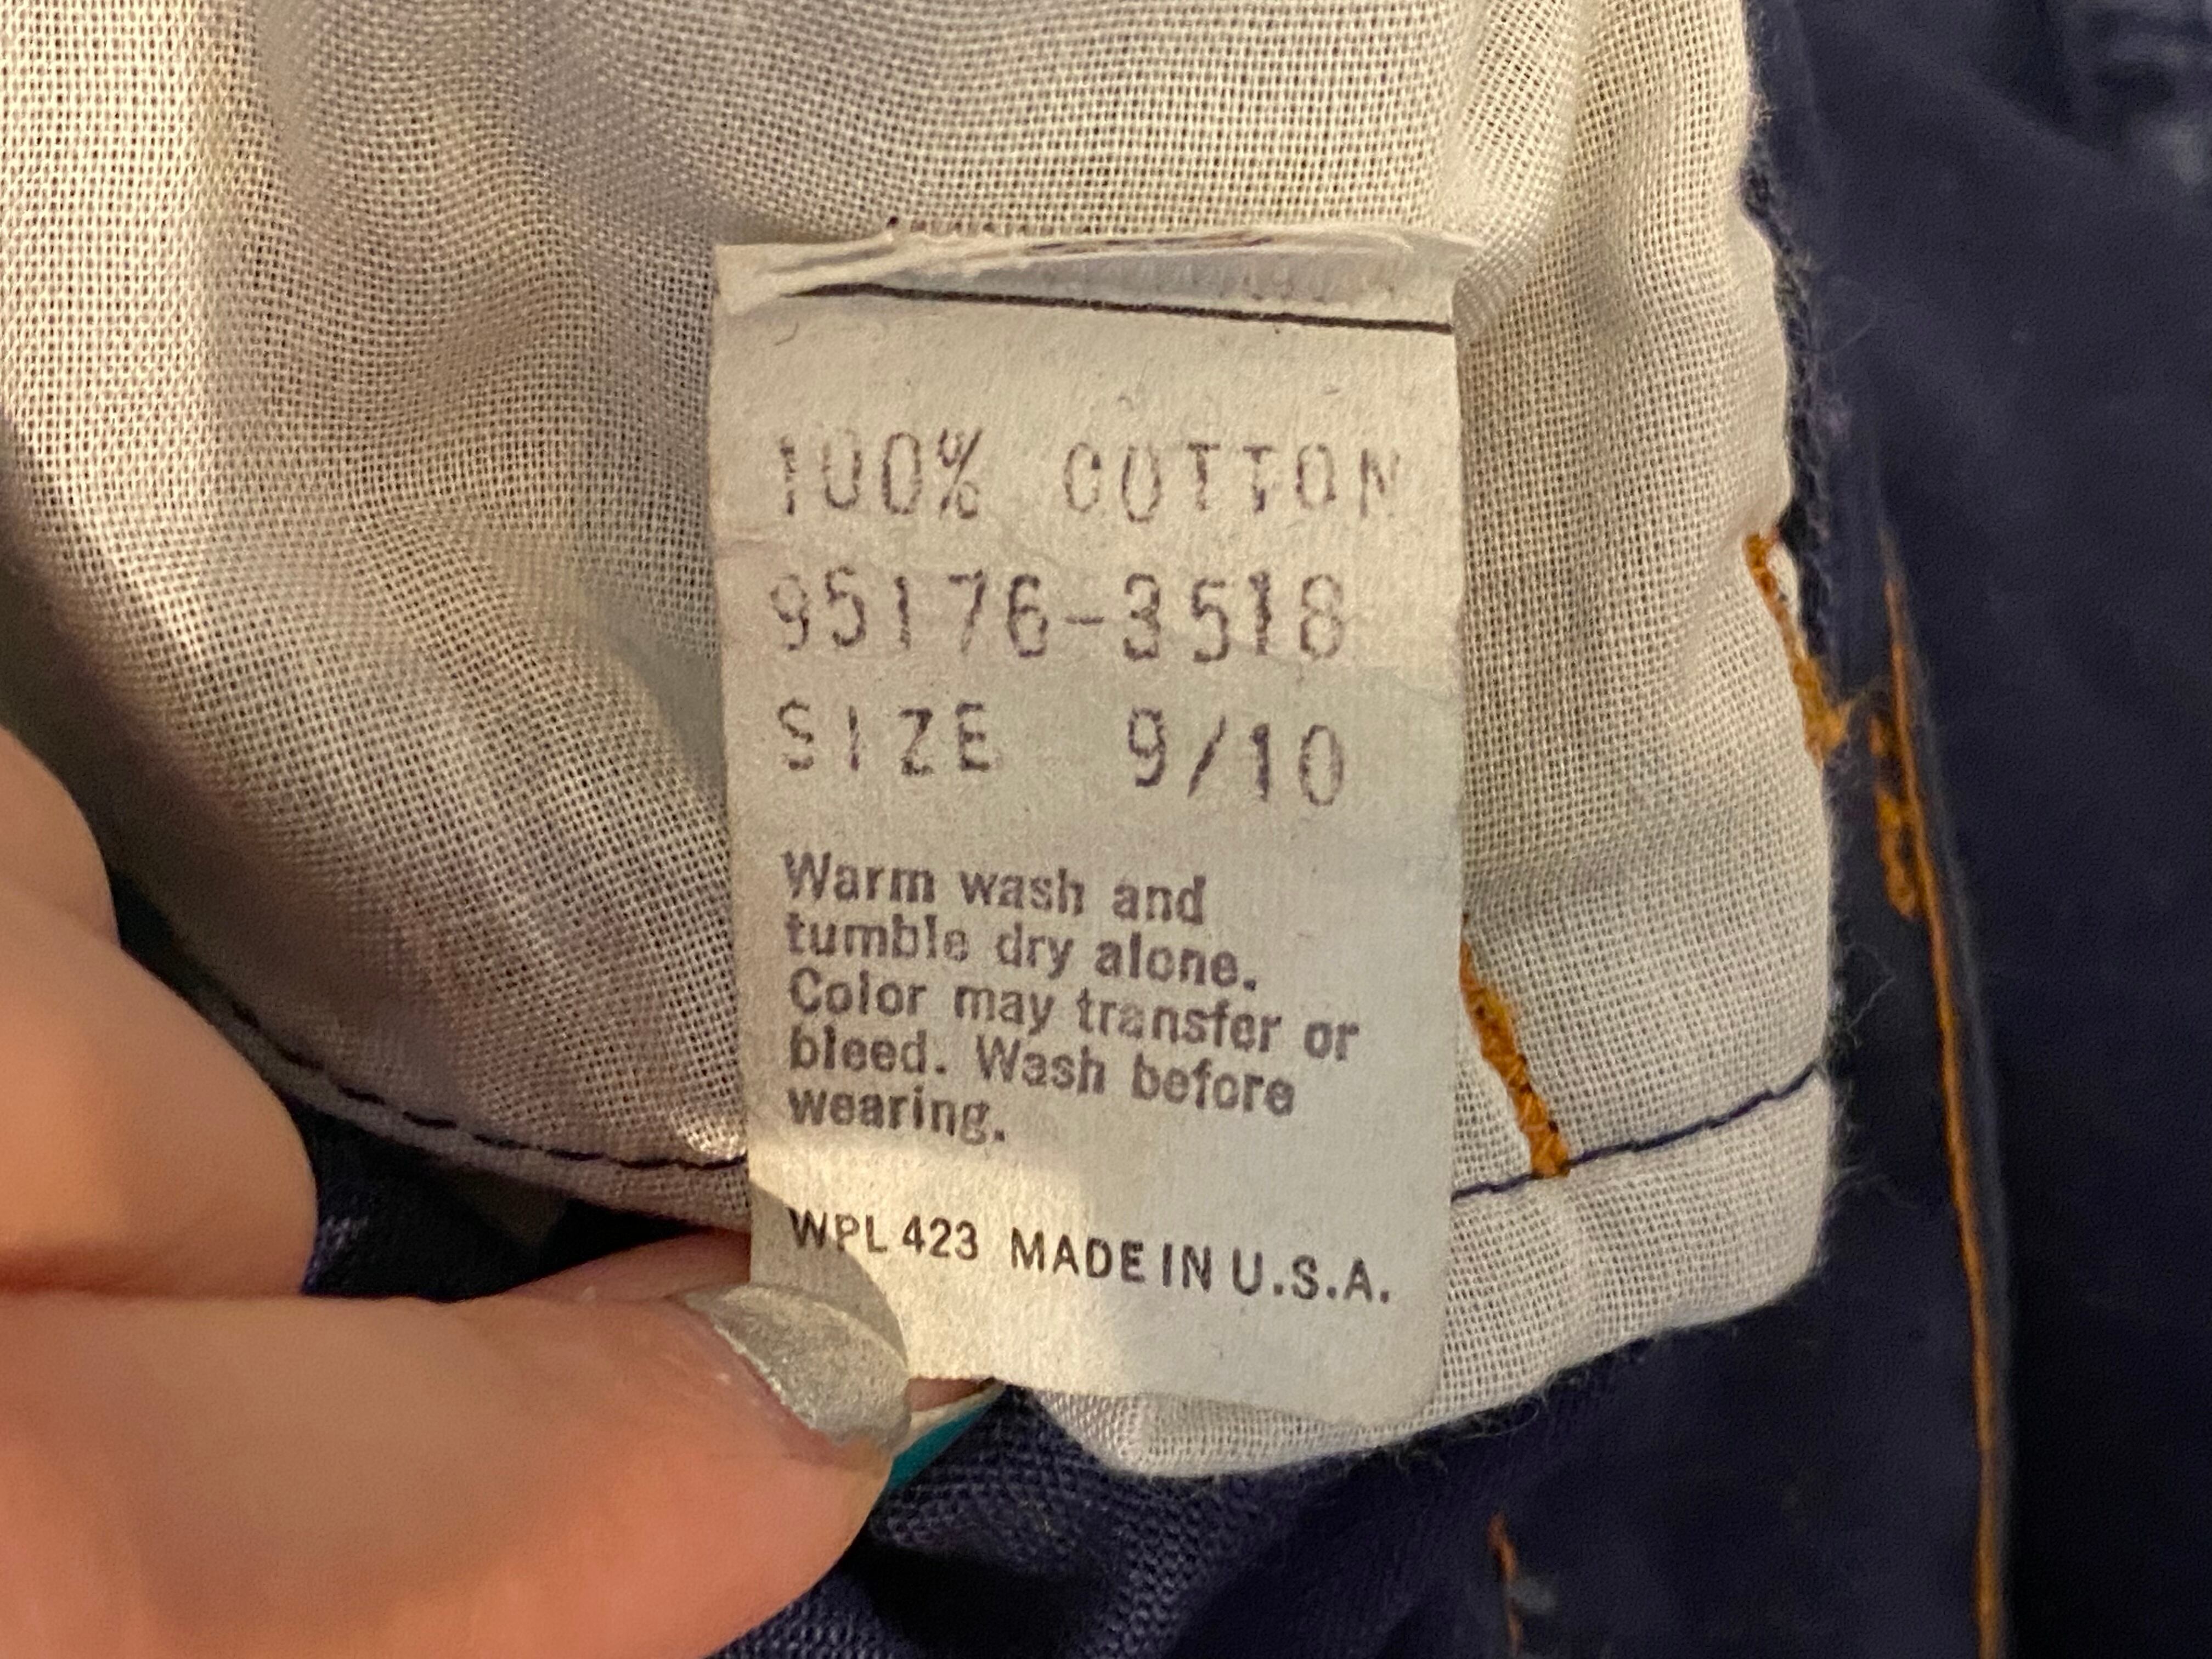 100% COTTON
95176-3518
SIZE 9/10
Warm wash and
tumble dry alone.
Color may transfer or
bleed. Wash before
wearing.
WPL 423 MADE IN U.S.A.